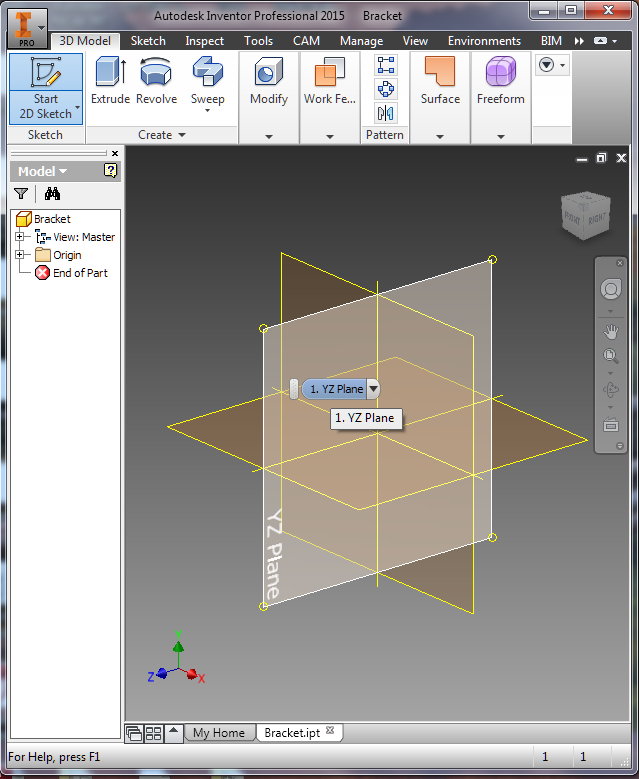 Autodesk Inventor Professional 2015 Bracket
PRO
3D Model Sketch Inspect Tools CAM Manage View Environments BIM
Start
2D Sketch
Extrude Revolve Sweep
Modify
Work Fe...
Surface
Freeform
Sketch
Create
Pattern
Model
Bracket
View: Master
Origin
End of Part
RIGHT
1. YZ Plane
1. YZ Plane
YZ Plane
Y
Z
X
My Home
Bracket.ipt
For Help, press F1
1 1